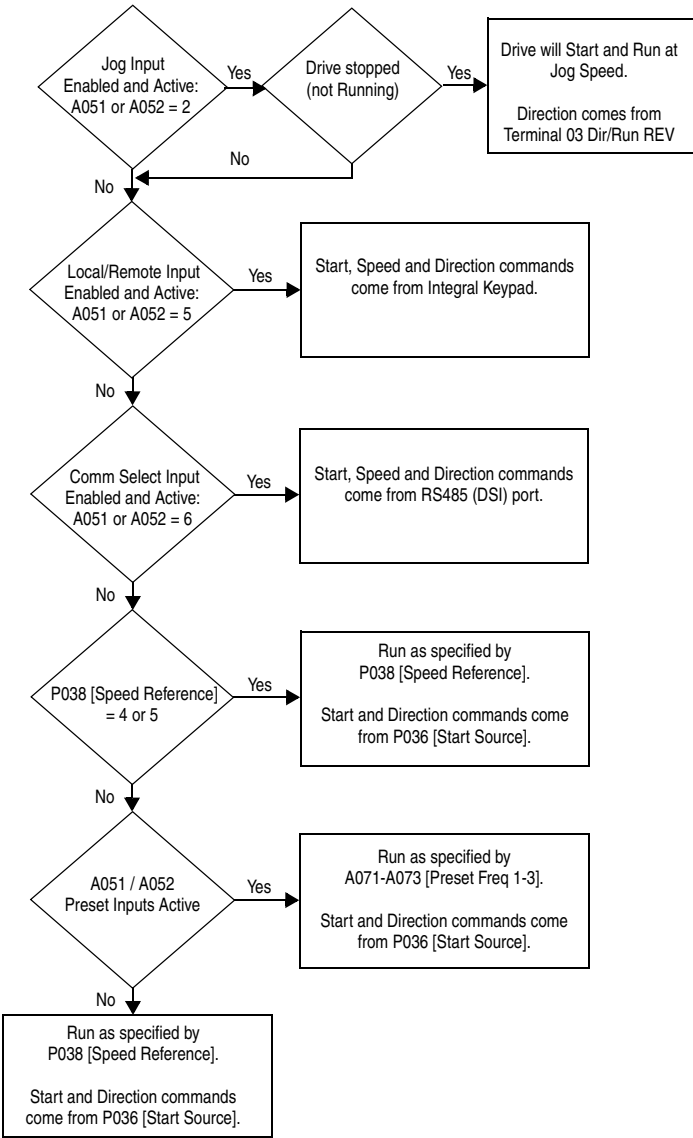 Jog Input
Enabled and Active:
A051 or A052 = 2
Yes
Drive stopped
(not Running)
Yes
Drive will Start and Run at
Jog Speed.
Direction comes from
Terminal 03 Dir/Run REV
No
No
Local/Remote Input
Enabled and Active:
A051 or A052 = 5
Yes
Start, Speed and Direction commands
come from Integral Keypad.
No
Comm Select Input
Enabled and Active:
A051 or A052 = 6
Yes
Start, Speed and Direction commands
come from RS485 (DSI) port.
No
P038 [Speed Reference]
= 4 or 5
Yes
Run as specified by
P038 [Speed Reference].
Start and Direction commands come
from P036 [Start Source].
No
A051 / A052
Preset Inputs Active
Yes
Run as specified by
A071-A073 [Preset Freq 1-3].
Start and Direction commands come
from P036 [Start Source].
No
Run as specified by
P038 [Speed Reference].
Start and Direction commands
come from P036 [Start Source].